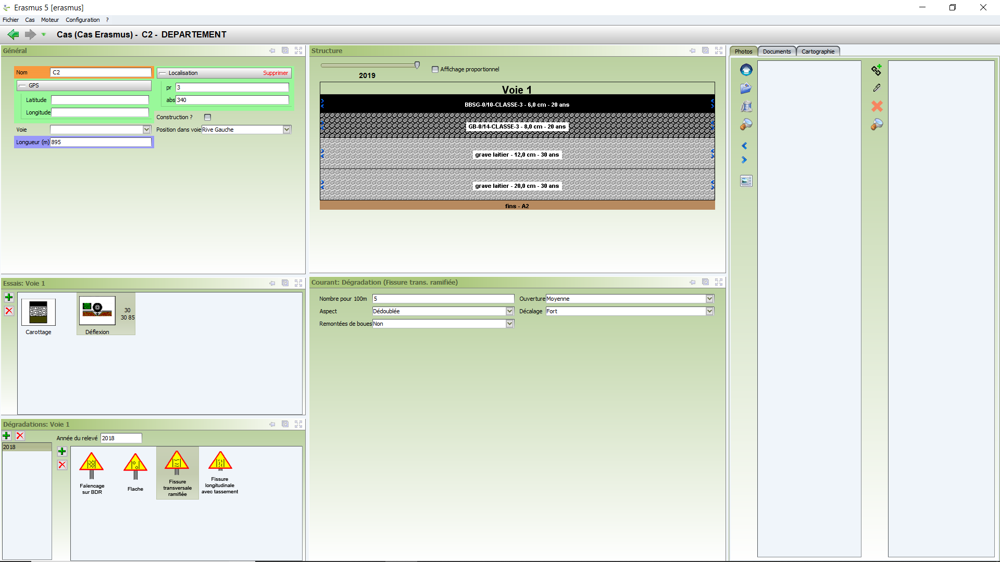 Erasmus 5 [erasmus]
Fichier Cas Moteur Configuration ?
Cas (Cas Erasmus) - C2 - DEPARTEMENT
Général
Nom C2
GPS
Latitude
Longitude
Localisation Supprimer
pr 3
abs 340
Construction ?
Voie
Position dans voie Rive Gauche
Longueur (m) 895
Structure
2019
Affichage proportionnel
Voie 1
BBSG-0/10-CLASSE-3 - 6,0 cm - 20 ans
GB-0/14-CLASSE-3 - 8,0 cm - 20 ans
grave laitier - 12,0 cm - 30 ans
grave laitier - 20,0 cm - 30 ans
fins - A2
Photos Documents Cartographie
Essais: Voie 1
Carottage
30
30 85
Déflexion
Courant: Dégradation (Fissure trans. ramifiée)
Nombre pour 100m 5
Ouverture Moyenne
Aspect Dédoublée
Décalage Fort
Remontées de boues Non
Dégradations: Voie 1
Année du relevé 2018
2018
Faïencage
sur BDR
Flache
Fissure
transversale
ramifiée
Fissure
longitudinale
avec tassement